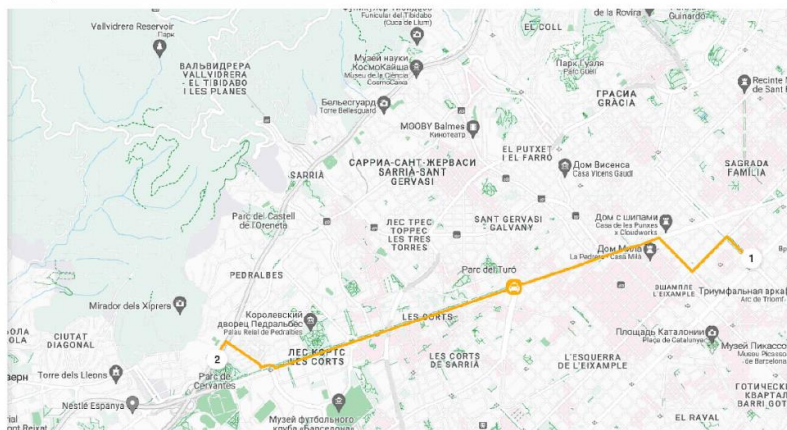 Vallvidrera Reservoir
Парк
Funicular del Tibidabo
(Cuca de Llum)
EL COLL
de la Rovira
Guinardó
ВАЛЬВИДРЕРА
VALLVIDRERA
- EL TIBIDABO
I LES PLANES
Музей науки
КосмоКайша
Museu de la Ciència
CosmoCaixa
Парк Гуэля
Parc Güell
Recinte M
de Sant
Бельесгуард
Torre Bellesguard
ГРАСИА
GRÀCIA
MOOBY Balmes
Кинотеатр
EL PUTXET
I EL FARRÓ
САРРИА-САНТ-ЖЕРВАСИ
SARRIÀ-SANT
GERVASI
Дом Висенса
Casa Vicens Gaudí
SAGRADA
FAMÍLIA
SARRIÀ
Parc del Castell
de l'Oreneta
ЛЕС ТРЕС
ТОРРЕС
LES TRES
TORRES
SANT GERVASI
- GALVANY
Дом с шипами
Casa de les Punxes
x Cloudworks
Дом Мила
La Pedrera - Casa Milà
1
PEDRALBES
Parc del Turó
ЭШАМПЛЕ
L'EIXAMPLE
Триумфальная арка
Arc de Triomf
Mirador dels Xiprers
Королевский
дворец Педральбес
Palau Reial de Pedralbes
LES CORTS
CIUTAT
DIAGONAL
2
ЛЕС КОРТС
LES CORTS
LES CORTS
DE SARRIÀ
Площадь Каталонии
Plaça de Catalunya
Музей Пикассо
Museu Picasso
de Barcelona
L'ESQUERRA
DE L'EIXAMPLE
Torre dels Lleons
Parc de
Cervantes
Nestlé Espanya
ГОТИЧЕСКИ
КВАРТАЛ
BARRI GÒT
Музей футбольного
клуба «Барселона»
EL RAVAL